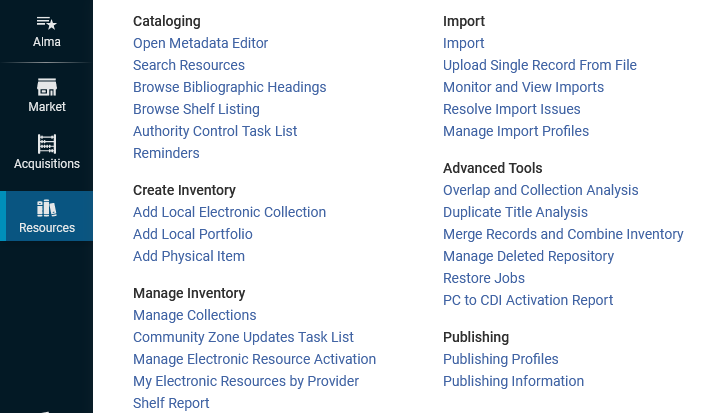 Alma
Market
Acquisitions
Resources
Cataloging
Open Metadata Editor
Search Resources
Browse Bibliographic Headings
Browse Shelf Listing
Authority Control Task List
Reminders
Create Inventory
Add Local Electronic Collection
Add Local Portfolio
Add Physical Item
Manage Inventory
Manage Collections
Community Zone Updates Task List
Manage Electronic Resource Activation
My Electronic Resources by Provider
Shelf Report
Import
Import
Upload Single Record From File
Monitor and View Imports
Resolve Import Issues
Manage Import Profiles
Advanced Tools
Overlap and Collection Analysis
Duplicate Title Analysis
Merge Records and Combine Inventory
Manage Deleted Repository
Restore Jobs
PC to CDI Activation Report
Publishing
Publishing Profiles
Publishing Information